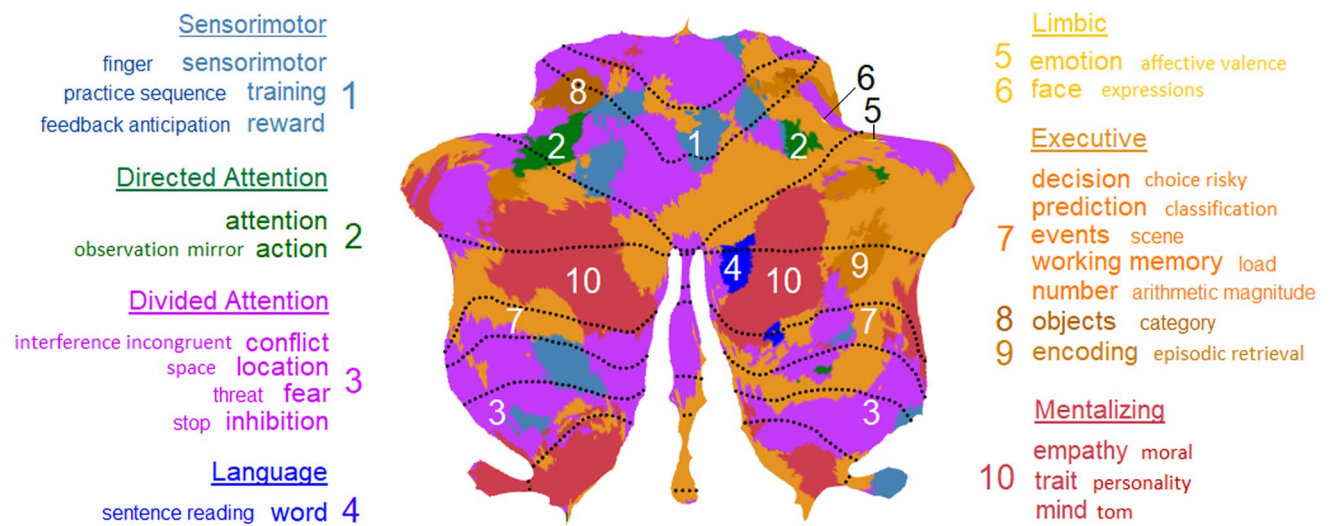 Sensorimotor
finger sensorimotor
practice sequence training 1
feedback anticipation reward
Directed Attention
attention
observation mirror action 2
Divided Attention
interference incongruent conflict
space location
threat fear 3
stop inhibition
Language
sentence reading word 4
8
2
1
2
6
5
10
4
10
9
7
7
3
3
Limbic
5 emotion affective valence
6 face expressions
Executive
decision choice risky
prediction classification
7 events scene
working memory load
number arithmetic magnitude
8 objects category
9 encoding episodic retrieval
Mentalizing
empathy moral
10 trait personality
mind tom